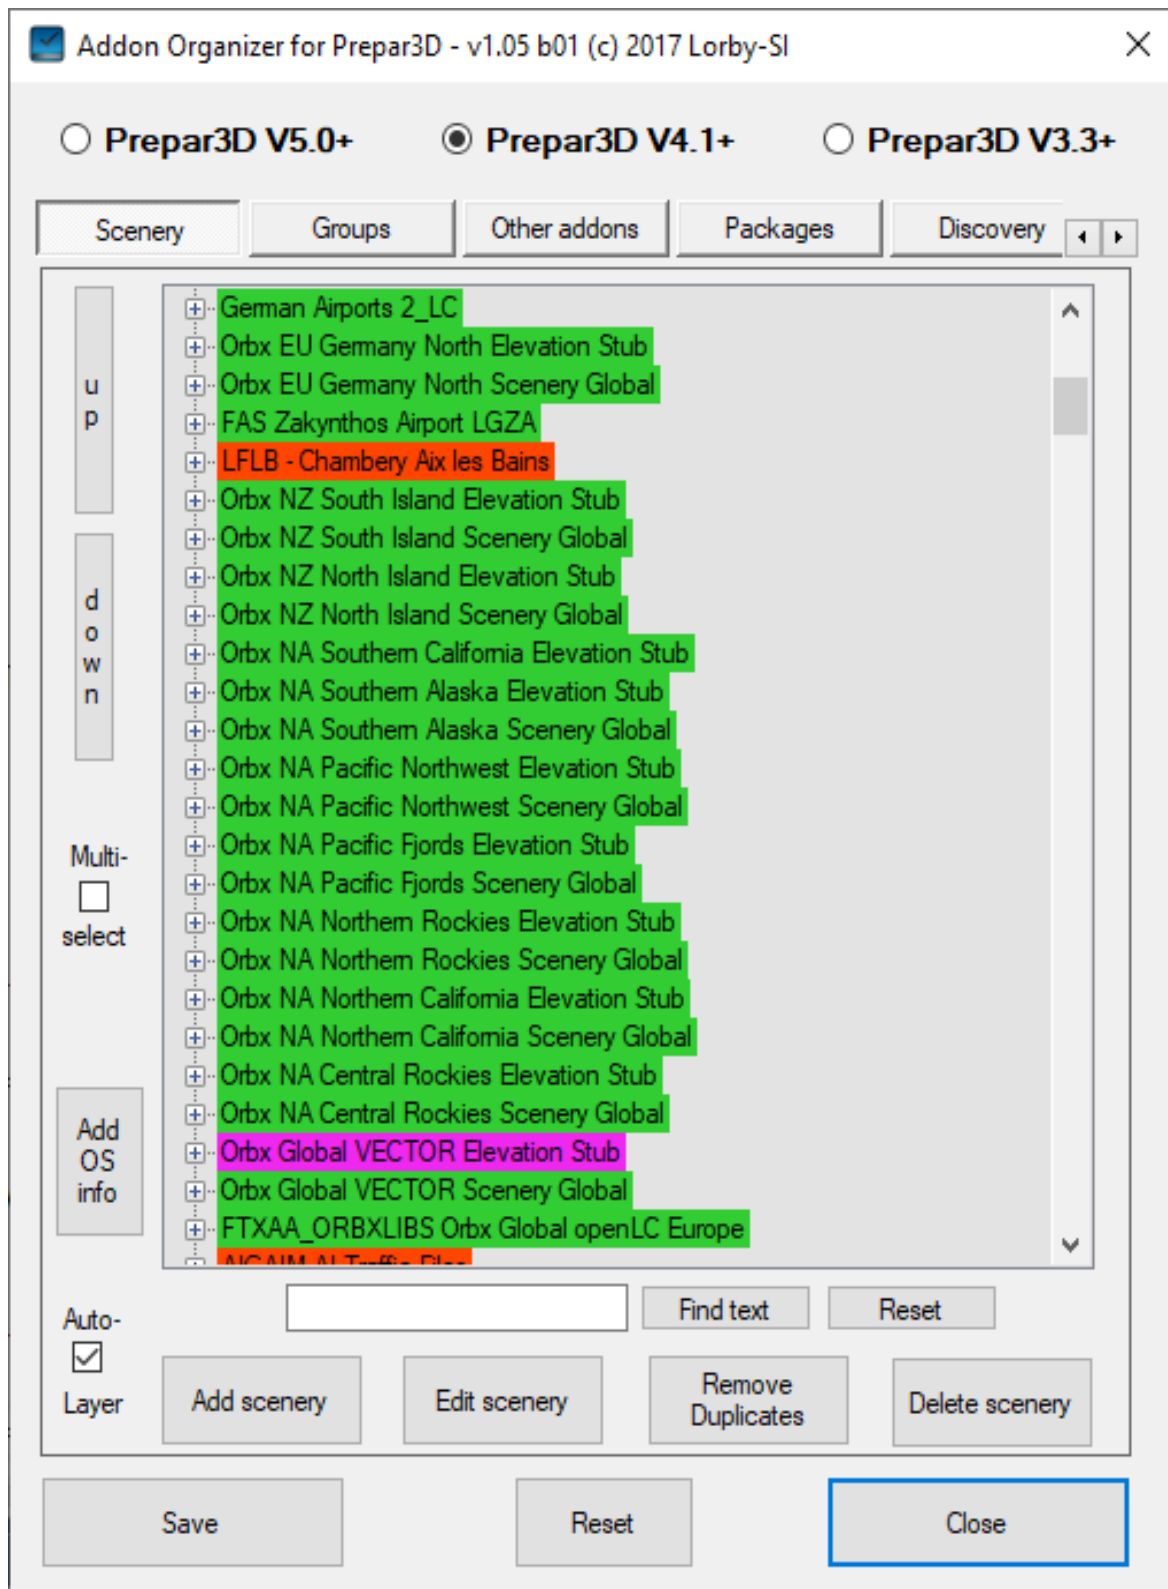 Addon Organizer for Prepar3D - v1.05 b01 (c) 2017 Lorby-SI
Prepar3D V5.0+ Prepar3D V4.1+ Prepar3D V3.3+
Scenery Groups Other addons Packages Discovery
up
down
Multi-
select
Add
OS
info
Auto-
Layer
German Airports 2_LC
Orbx EU Germany North Elevation Stub
Orbx EU Germany North Scenery Global
FAS Zakynthos Airport LGZA
LFLB - Chambery Aix les Bains
Orbx NZ South Island Elevation Stub
Orbx NZ South Island Scenery Global
Orbx NZ North Island Elevation Stub
Orbx NZ North Island Scenery Global
Orbx NA Southern California Elevation Stub
Orbx NA Southern Alaska Elevation Stub
Orbx NA Southern Alaska Scenery Global
Orbx NA Pacific Northwest Elevation Stub
Orbx NA Pacific Northwest Scenery Global
Orbx NA Pacific Fjords Elevation Stub
Orbx NA Pacific Fjords Scenery Global
Orbx NA Northern Rockies Elevation Stub
Orbx NA Northern Rockies Scenery Global
Orbx NA Northern California Elevation Stub
Orbx NA Northern California Scenery Global
Orbx NA Central Rockies Elevation Stub
Orbx NA Central Rockies Scenery Global
Orbx Global VECTOR Elevation Stub
Orbx Global VECTOR Scenery Global
FTXAA_ORBXLIBS Orbx Global openLC Europe
AI Traffic Files
Find text Reset
Add scenery Edit scenery Remove Duplicates Delete scenery
Save Reset Close